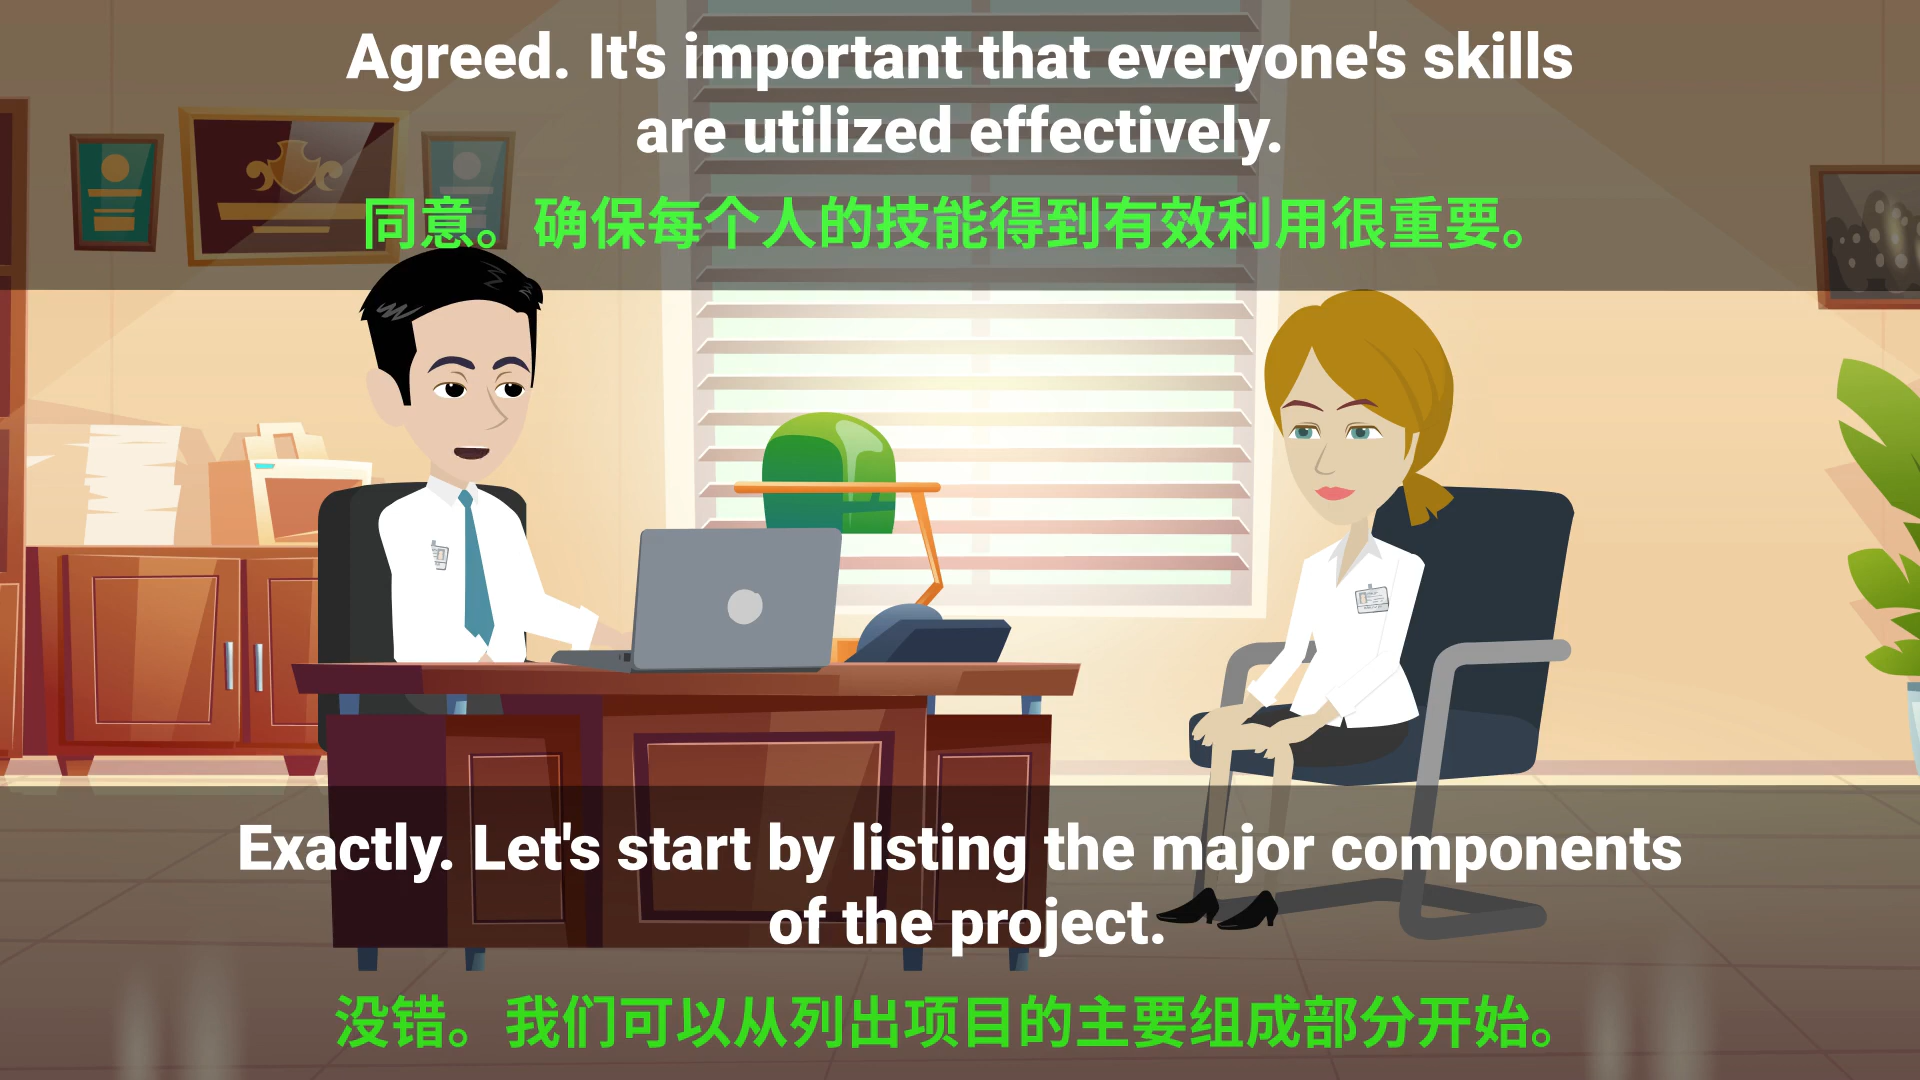 Agreed. It's important that everyone's skills
are utilized effectively.
同意。确保每个人的技能得到有效利用很重要。
Exactly. Let's start by listing the major components
of the project.
没错。我们可以从列出项目的主要组成部分开始。